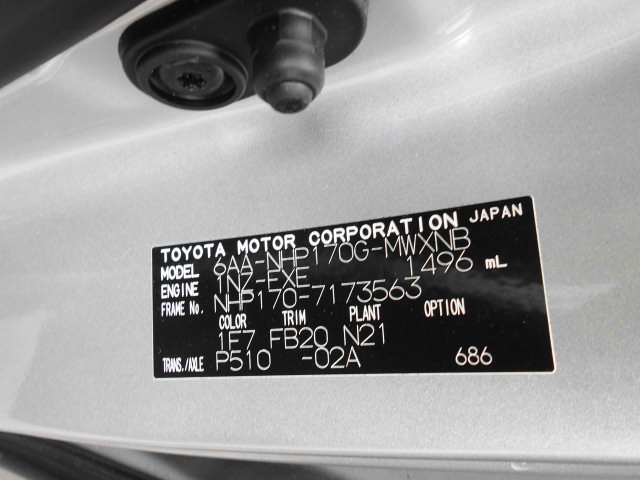 TOYOTA MOTOR CORPORATION JAPAN
MODEL 6AA-NHP170G-MWXNB
ENGINE 1NZ-EXE 1496 mL
FRAME No. NHP170-7173563
COLOR TRIM PLANT OPTION
1F7 FB20 N21
TRANS./AXLE P510 -02A 686